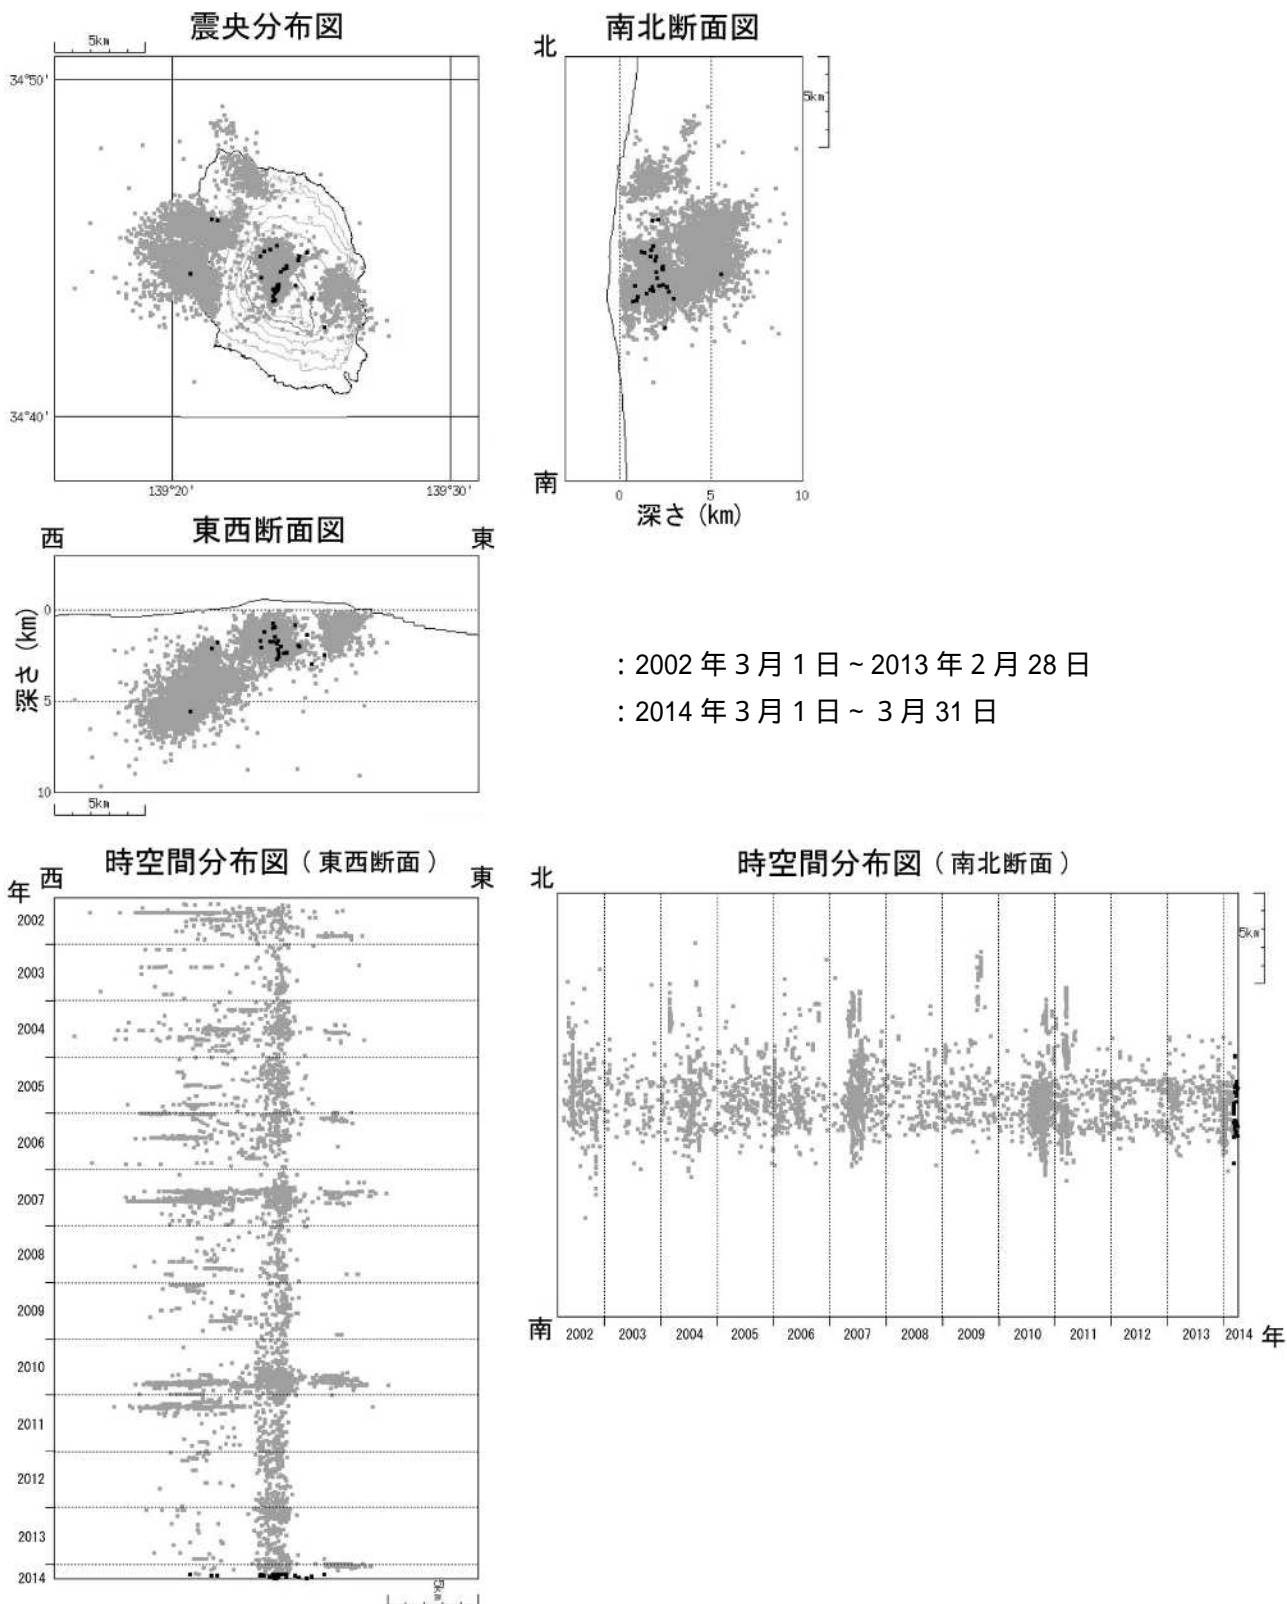 震央分布図
5km
34°50'
34°40'
139°20'
139°30'
南北断面図
北
5km
南
0
5
10
深さ (km)
東西断面図
西
東
0
5
10
深さ (km)
5km
: 2002 年 3 月 1 日 ~ 2013 年 2 月 28 日
: 2014 年 3 月 1 日 ~ 3 月 31 日
時空間分布図 ( 東西断面 )
年
西
東
2002
2003
2004
2005
2006
2007
2008
2009
2010
2011
2012
2013
2014
5km
時空間分布図 ( 南北断面 )
北
5km
南
2002 2003 2004 2005 2006 2007 2008 2009 2010 2011 2012 2013 2014
年